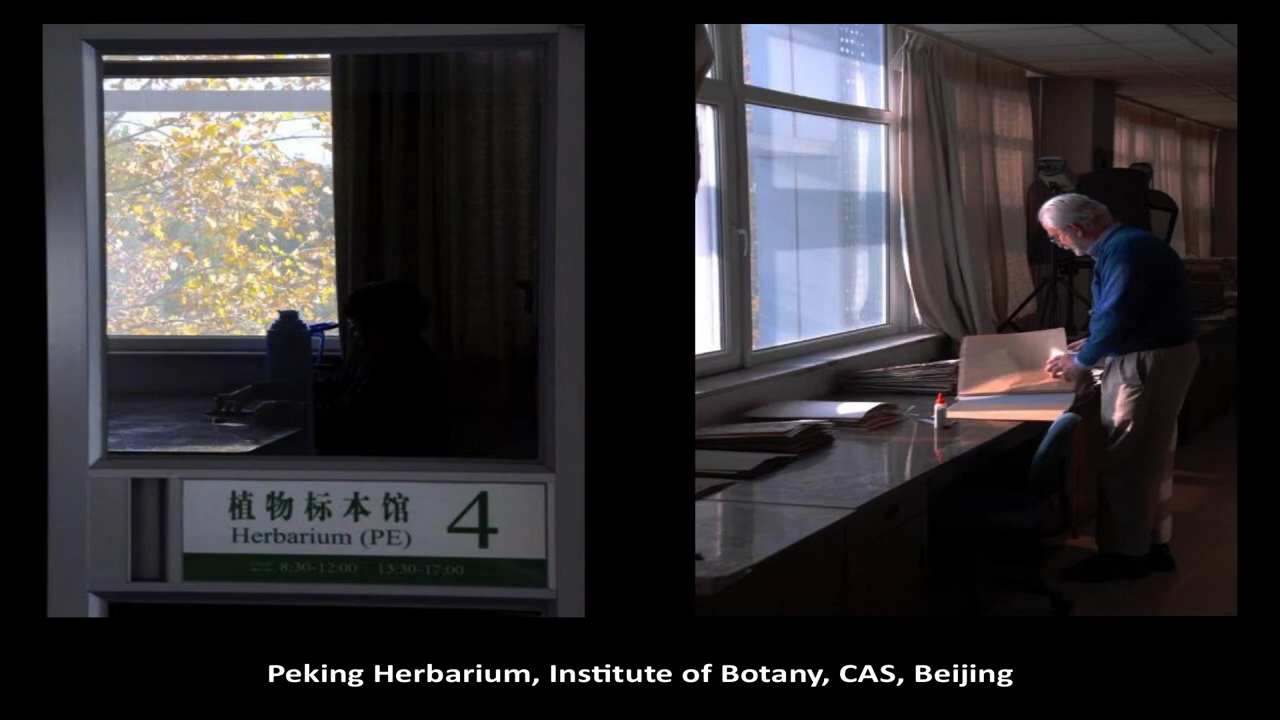 植物标本馆 4
Herbarium (PE)
8:30-12:00 13:30-17:00
Peking Herbarium, Institute of Botany, CAS, Beijing